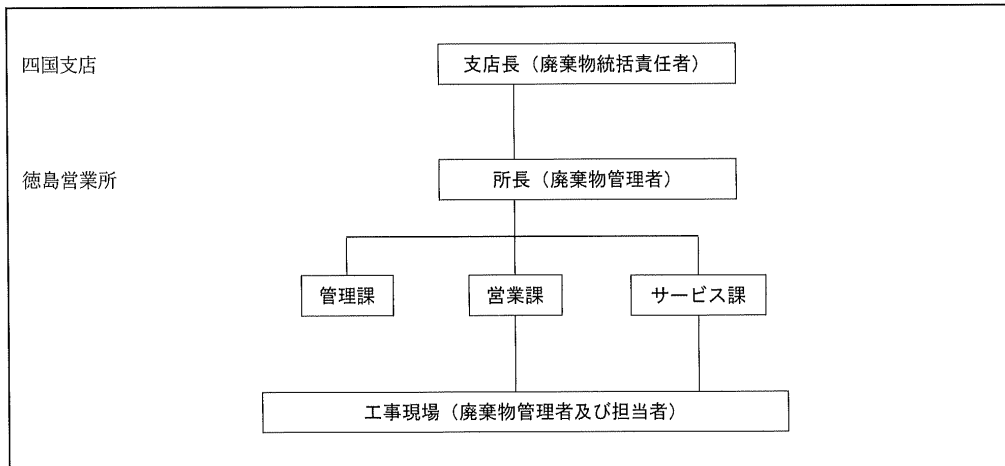 四国支店
支店長（廃棄物統括責任者）
徳島営業所
所長（廃棄物管理者）
管理課
営業課
サービス課
工事現場（廃棄物管理者及び担当者）